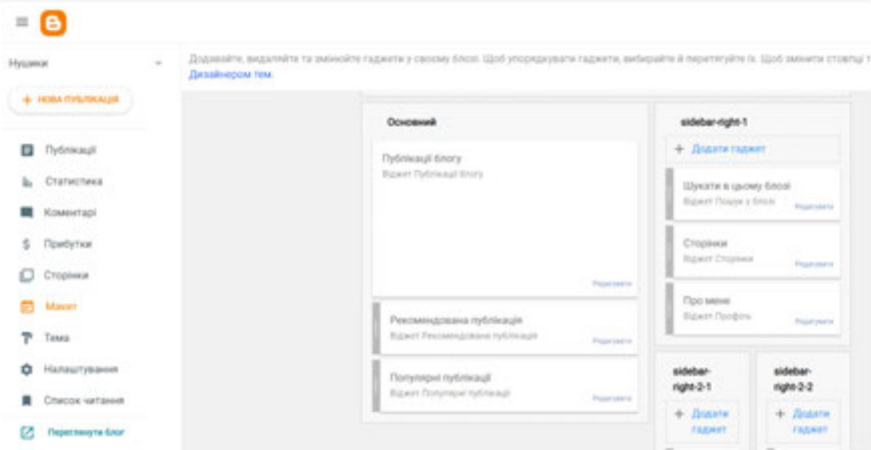 Нушики
+ НОВА ПУБЛІКАЦІЯ
Публікації
Статистика
Коментарі
Прибутки
Сторінки
Макет
Тема
Налаштування
Список читання
Переглянути блог
Додавайте, видаляйте та змінюйте гаджети у своєму блозі. Щоб упорядкувати гаджети, вибирайте й перетягуйте їх. Щоб змінити стовпці т
Дизайнером тем.
Основний
Публікації блогу
Віджет Публікації блогу
Редагувати
Рекомендована публікація
Віджет Рекомендована публікація
Редагувати
Популярні публікації
Віджет Популярні публікації
Редагувати
sidebar-right-1
+ Додати гаджет
Шукати в цьому блозі
Віджет Пошук у блозі
Редагувати
Сторінки
Віджет Сторінки
Редагувати
Про мене
Віджет Профіль
Редагувати
sidebar-
right-2-1
+ Додати
гаджет
sidebar-
right-2-2
+ Додати
гаджет